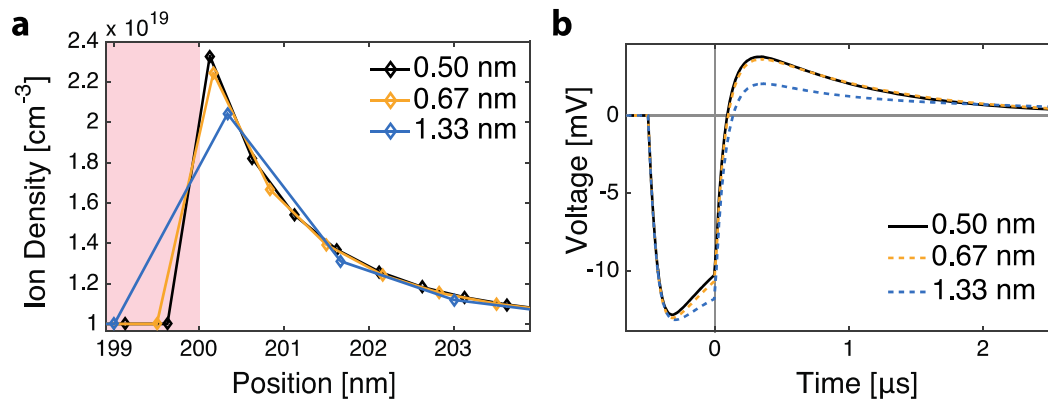 a
x 10^19
2.4
2.2
2
1.8
1.6
1.4
1.2
1
Ion Density [cm^-3]
0.50 nm
0.67 nm
1.33 nm
199
200
201
202
203
Position [nm]
b
0
-5
-10
Voltage [mV]
0.50 nm
0.67 nm
1.33 nm
0
1
2
Time [μs]